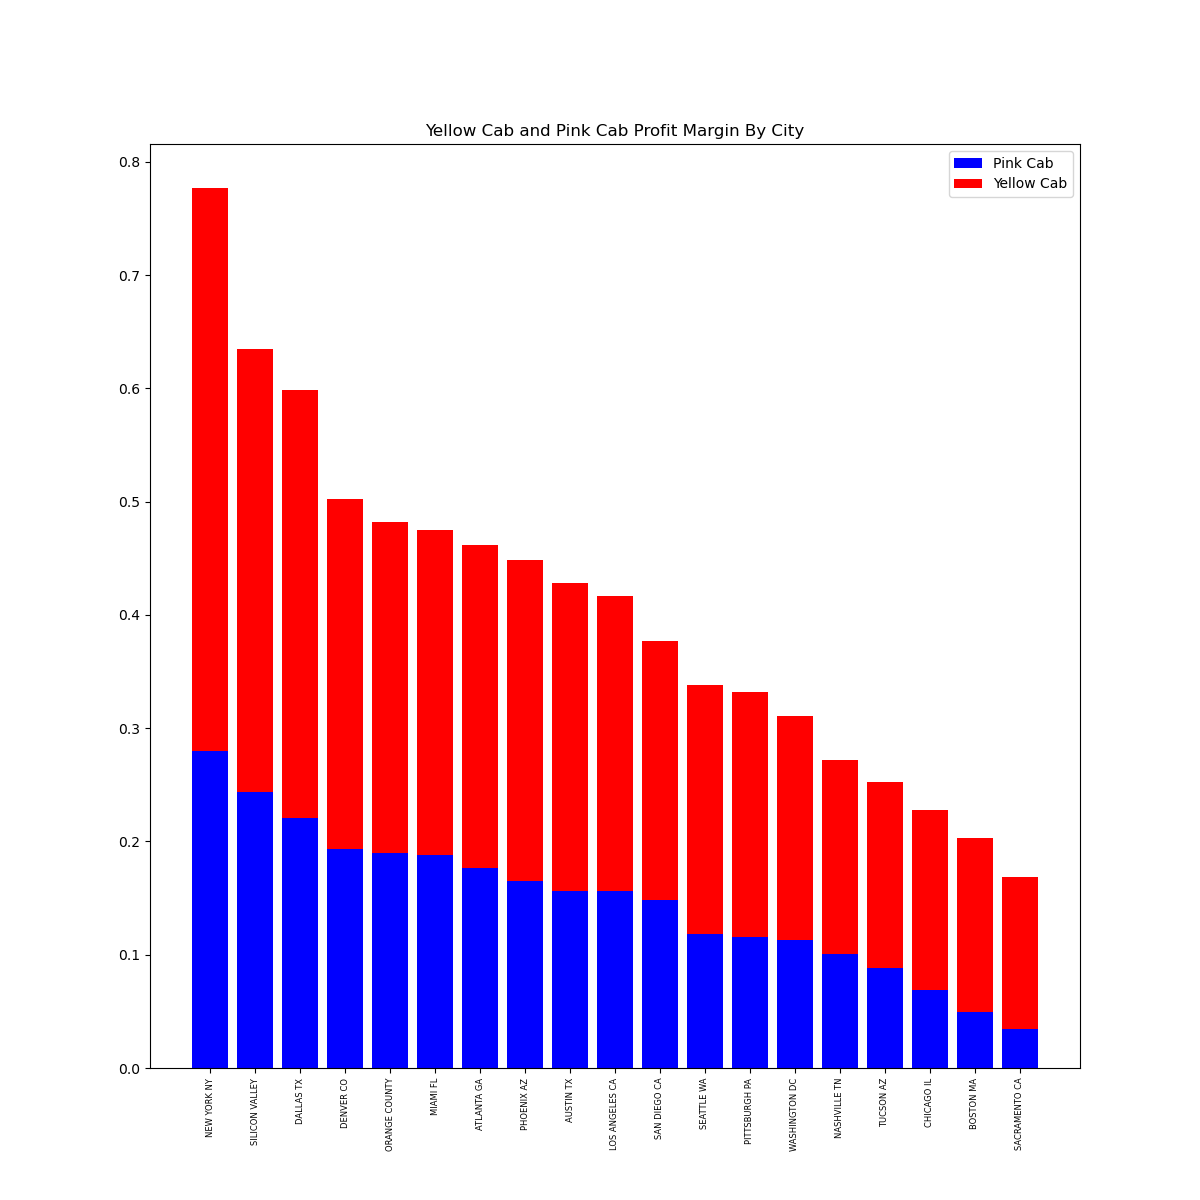 Yellow Cab and Pink Cab Profit Margin By City
Pink Cab
Yellow Cab
0.8
0.7
0.6
0.5
0.4
0.3
0.2
0.1
0.0
NEW YORK NY
SILICON VALLEY
DALLAS TX
DENVER CO
ORANGE COUNTY
MIAMI FL
ATLANTA GA
PHOENIX AZ
AUSTIN TX
LOS ANGELES CA
SAN DIEGO CA
SEATTLE WA
PITTSBURGH PA
WASHINGTON DC
NASHVILLE TN
TUCSON AZ
CHICAGO IL
BOSTON MA
SACRAMENTO CA